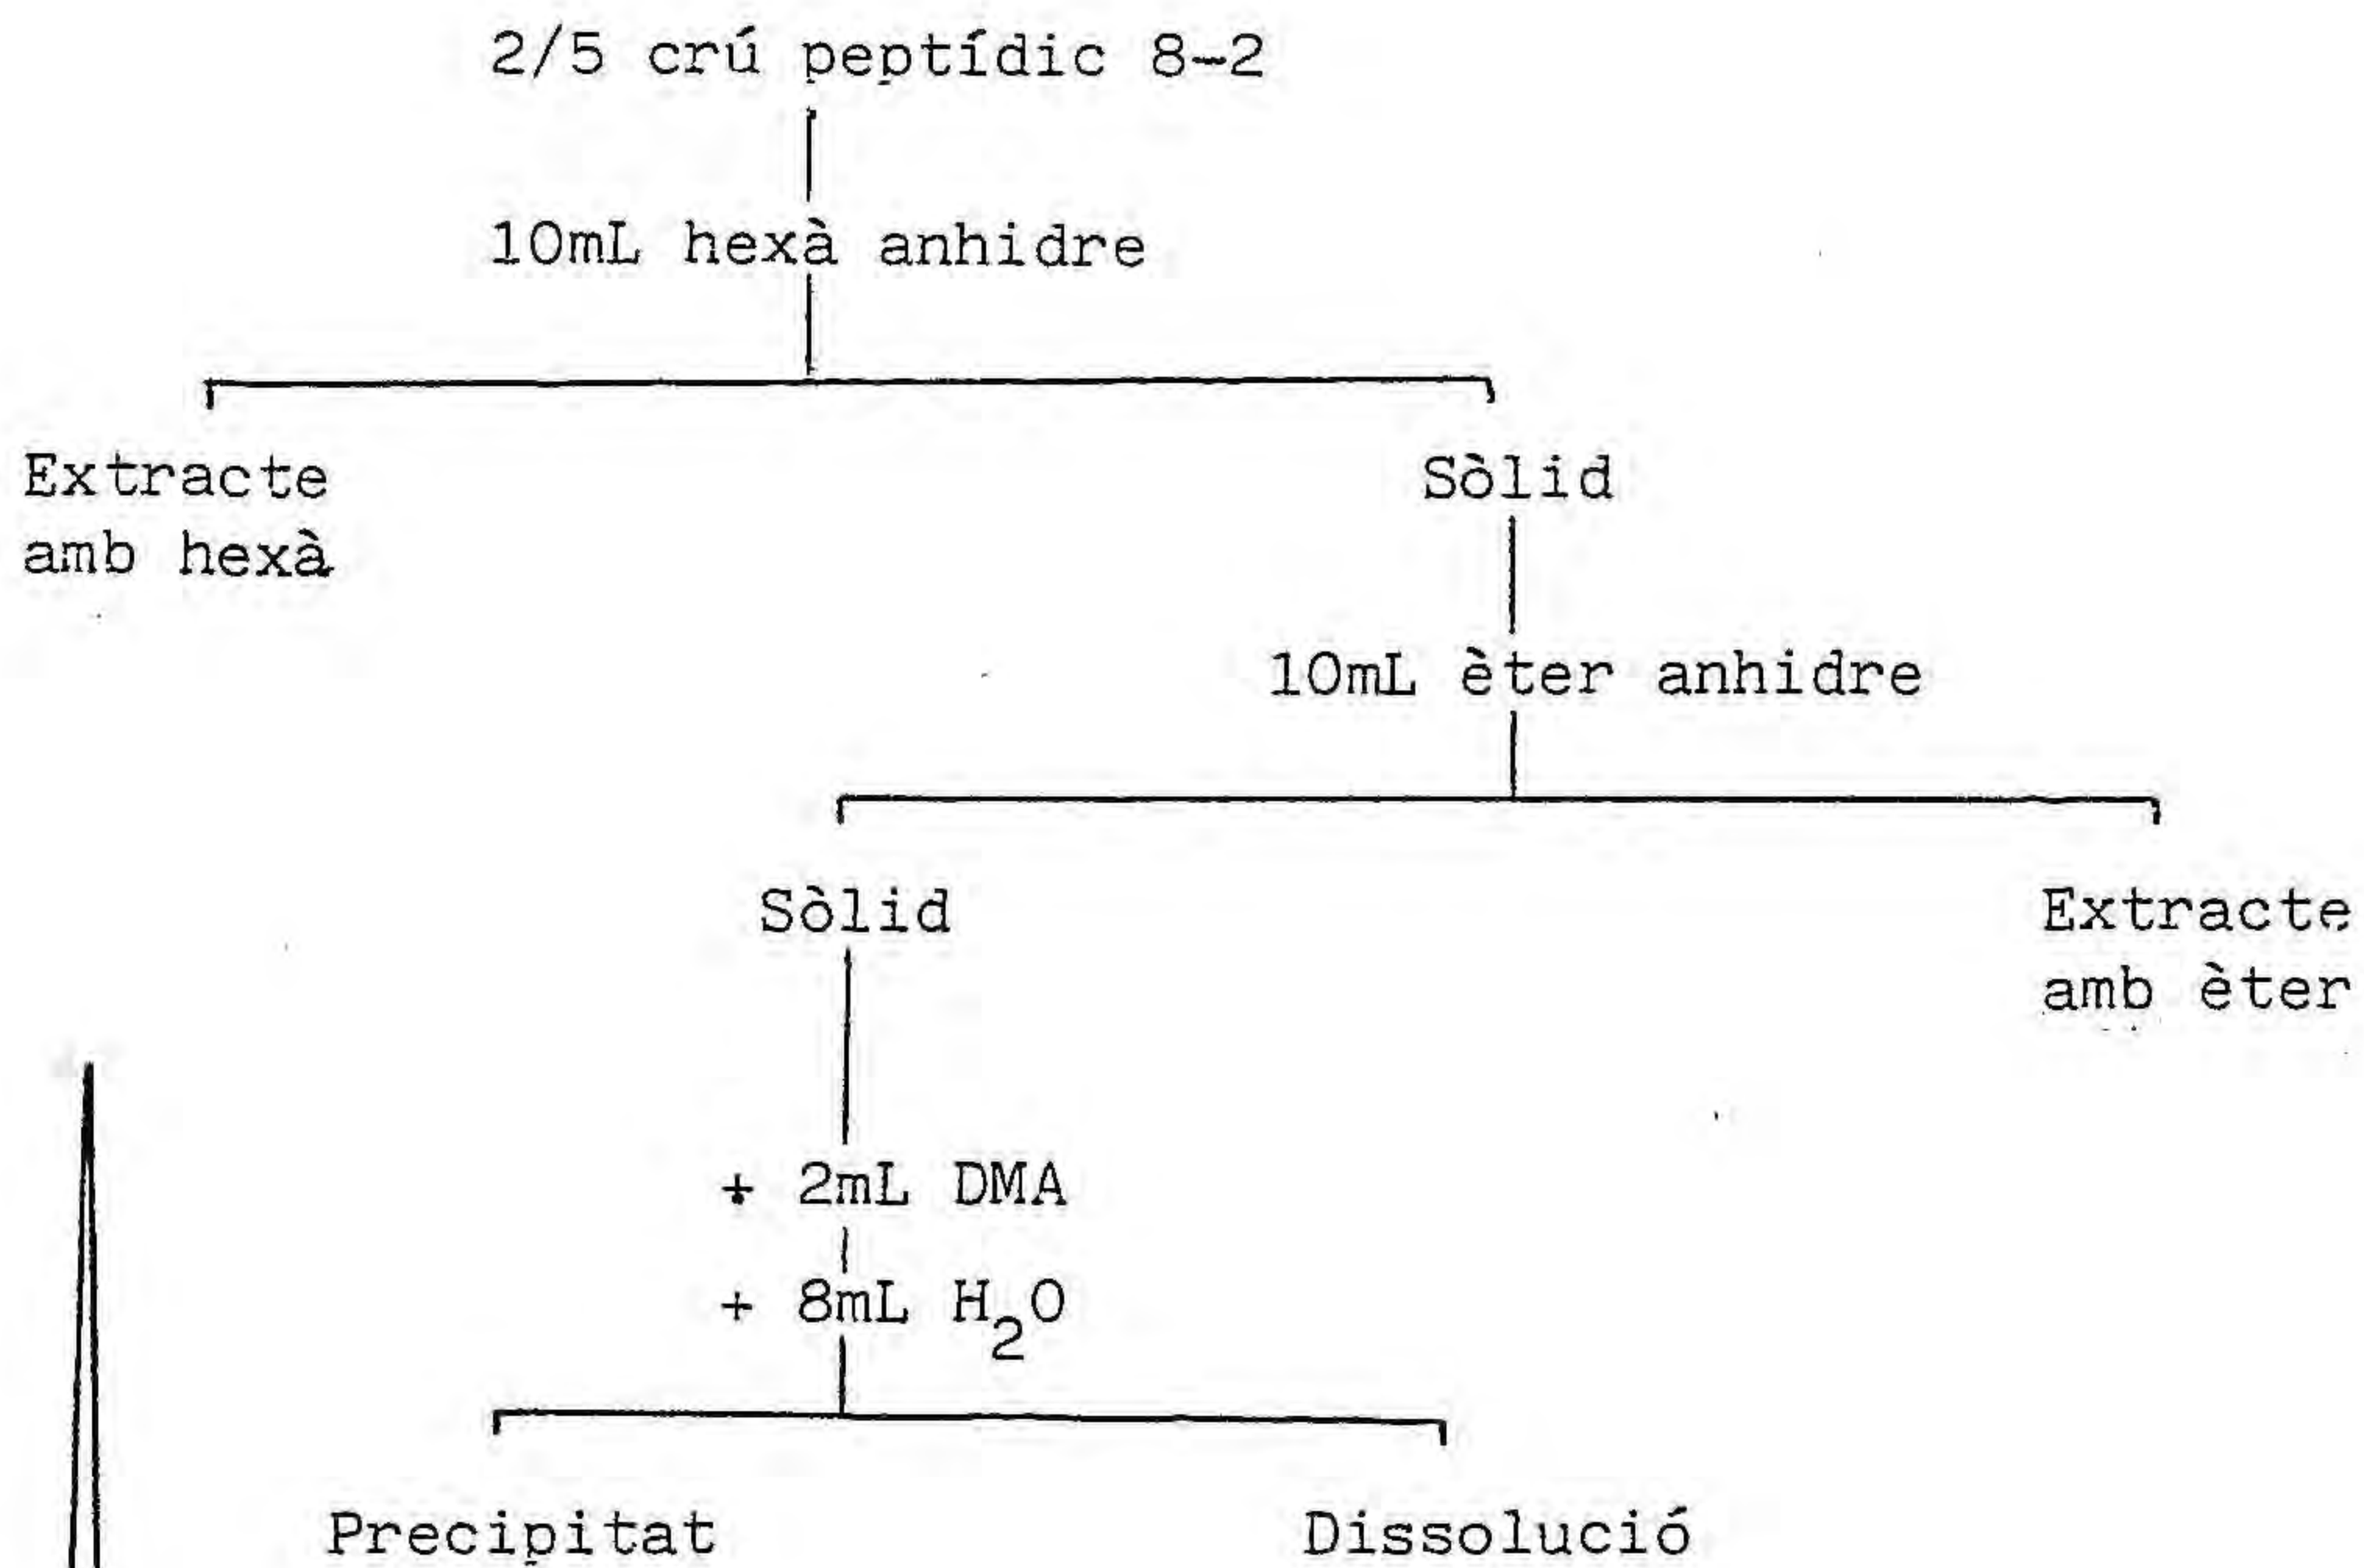 2/5 crú peptídic 8-2
10mL hexà anhidre
Extracte
amb hexà
Sòlid
10mL èter anhidre
Sòlid
Extracte
amb èter
+ 2mL DMA
+ 8mL H2O
Precipitat
Dissolució